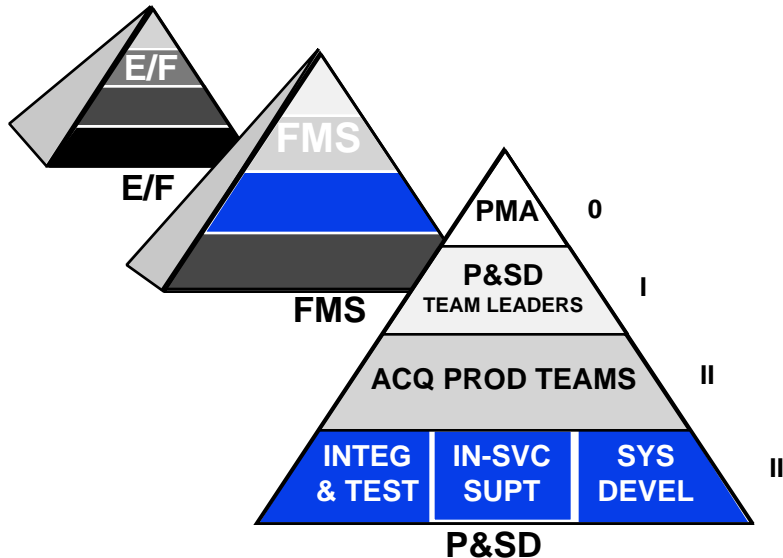 E/F
E/F
FMS
FMS
PMA 0
P&SD
TEAM LEADERS
I
ACQ PROD TEAMS II
INTEG
& TEST
IN-SVC
SUPT
SYS
DEVEL
II
P&SD